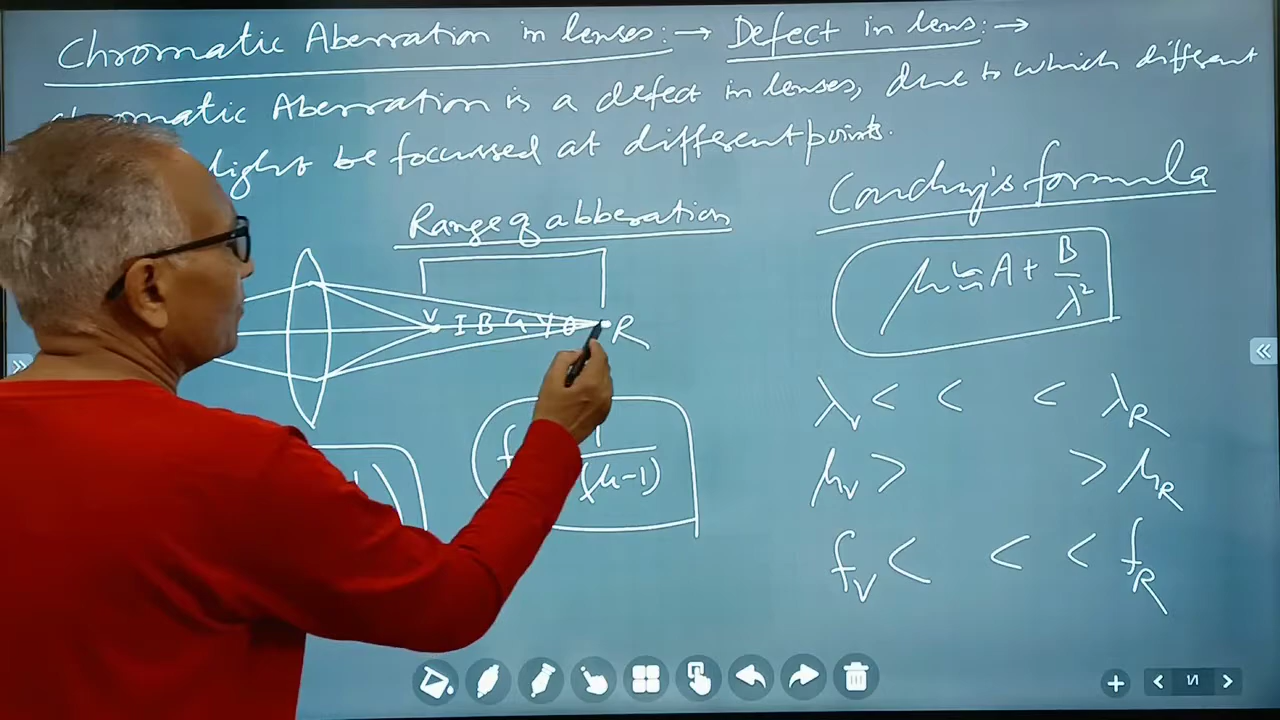 Chromatic Aberration in lenses:→ Defect in lens:→
Chromatic Aberration is a defect in lenses, due to which different
light be focussed at different points.
Range of abberation
V I B G Y O R
f
1
(μ-1)
Cauchy's formula
μ = A + B/λ²
λV < < < λR
μV > > μR
fV < < < fR